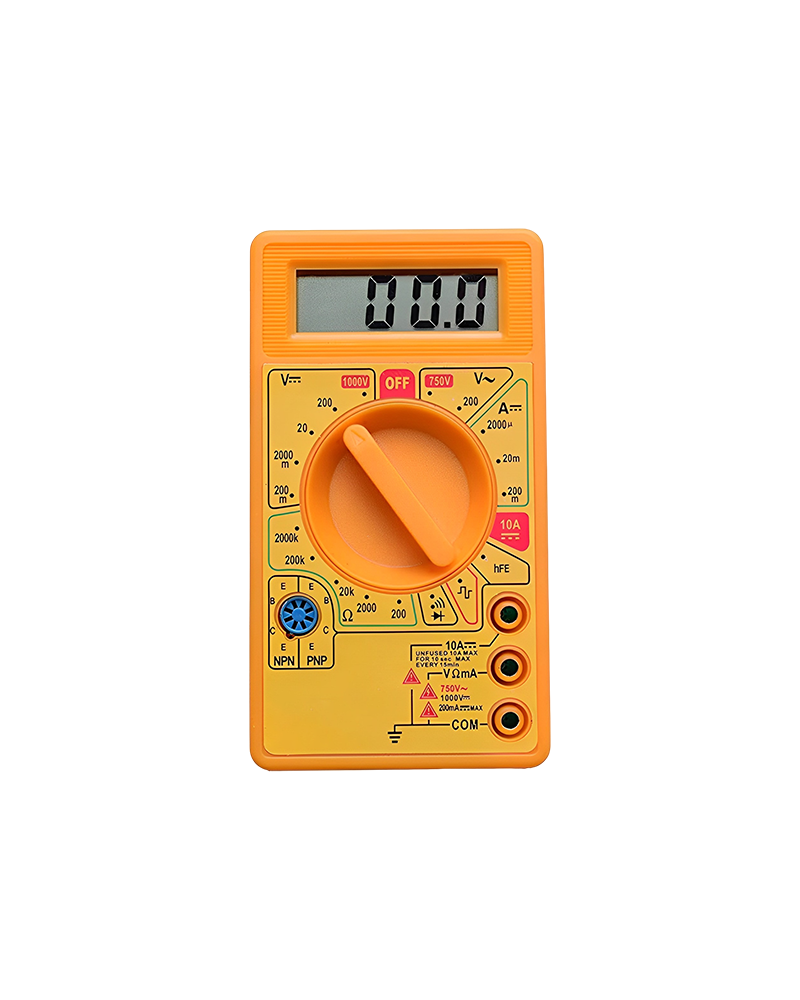 00.0
V⎓ 1000V OFF 750V V~
200 200 A⎓
20 2000µ
2000
m 20m
200
m 200
m
2000k 10A
⎓
200k hFE
20k
Ω 2000 200
E E
B B
C C
E E
NPN PNP
10A⎓
UNFUSED 10A MAX
FOR 10 sec MAX
EVERY 15min
VΩmA
750V~
1000V⎓
200mA⎓MAX
COM